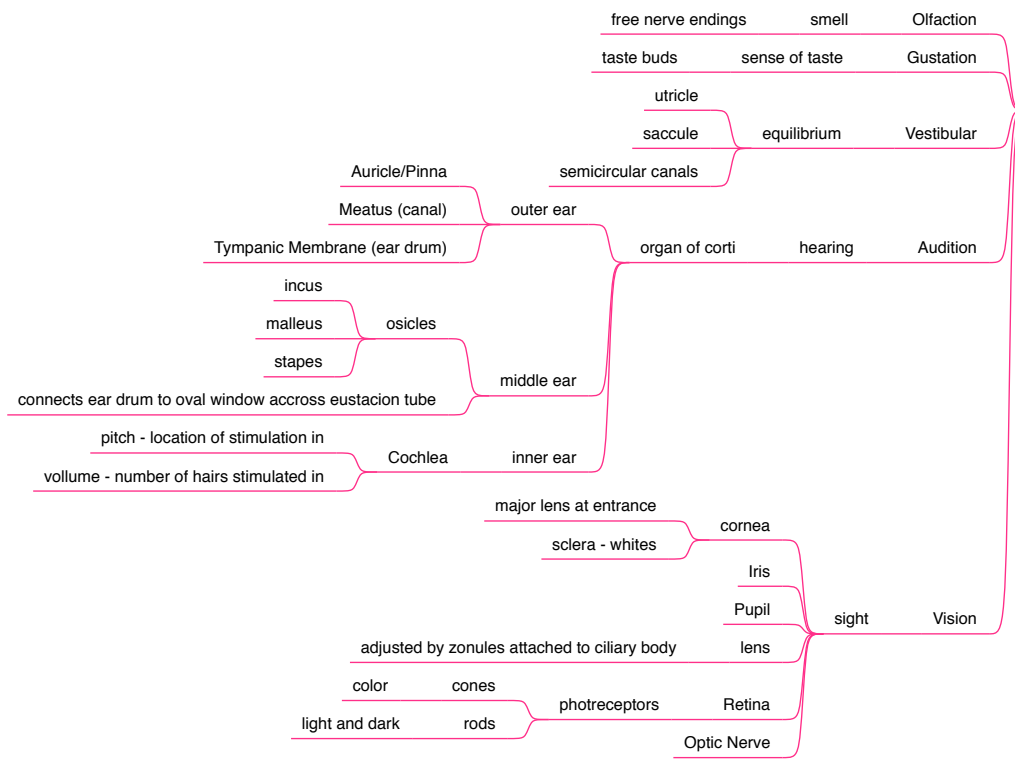 free nerve endings smell Olfaction
taste buds sense of taste Gustation
utricle
saccule equilibrium Vestibular
semicircular canals
Auricle/Pinna
Meatus (canal) outer ear
Tympanic Membrane (ear drum) organ of corti hearing Audition
incus
malleus osicles
stapes
middle ear
connects ear drum to oval window accross eustacion tube
pitch - location of stimulation in
Cochlea inner ear
vollume - number of hairs stimulated in
major lens at entrance
cornea
sclera - whites
Iris
Pupil sight Vision
adjusted by zonules attached to ciliary body lens
color cones
photreceptors Retina
light and dark rods
Optic Nerve